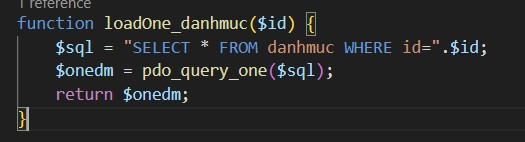 1 reference
function loadOne_danhmuc($id) {
$sql = "SELECT * FROM danhmuc WHERE id=".$id;
$onedm = pdo_query_one($sql);
return $onedm;
}